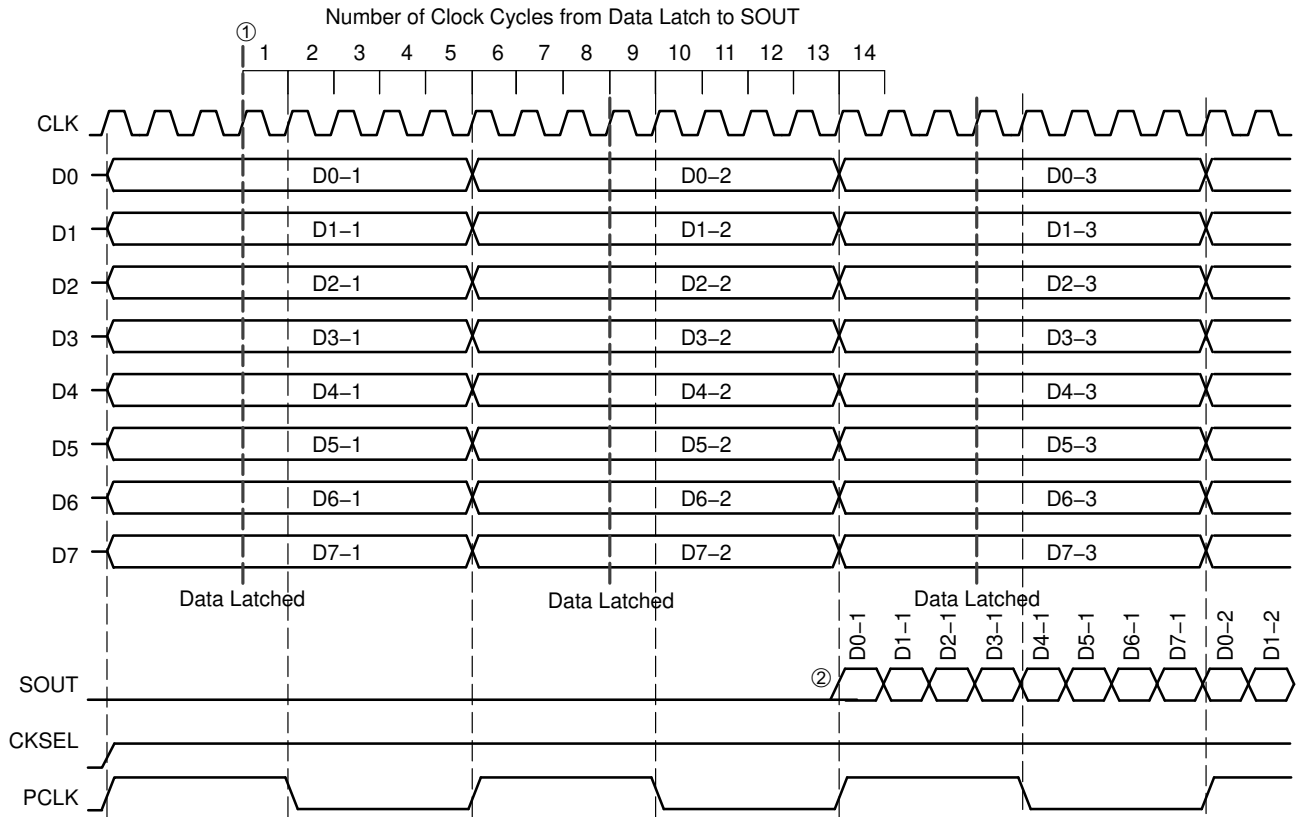 Number of Clock Cycles from Data Latch to SOUT
①
1 2 3 4 5 6 7 8 9 10 11 12 13 14
CLK
D0 D0−1 D0−2 D0−3
D1 D1−1 D1−2 D1−3
D2 D2−1 D2−2 D2−3
D3 D3−1 D3−2 D3−3
D4 D4−1 D4−2 D4−3
D5 D5−1 D5−2 D5−3
D6 D6−1 D6−2 D6−3
D7 D7−1 D7−2 D7−3
Data Latched Data Latched Data Latched
D0−1 D1−1 D2−1 D3−1 D4−1 D5−1 D6−1 D7−1 D0−2 D1−2
SOUT ②
CKSEL
PCLK